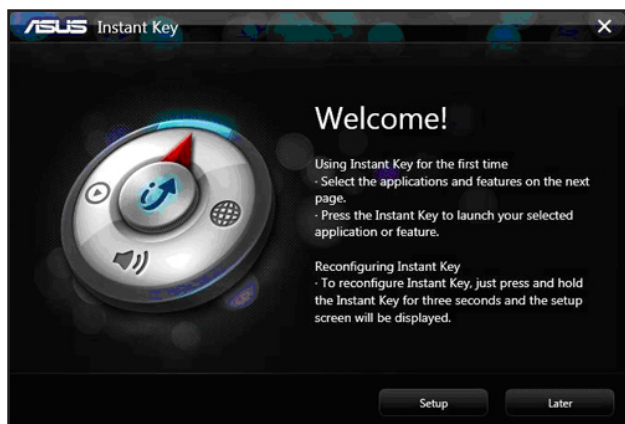 ASUS Instant Key
Welcome!
Using Instant Key for the first time
· Select the applications and features on the next
page.
· Press the Instant Key to launch your selected
application or feature.
Reconfiguring Instant Key
· To reconfigure Instant Key, just press and hold
the Instant Key for three seconds and the setup
screen will be displayed.
Setup Later